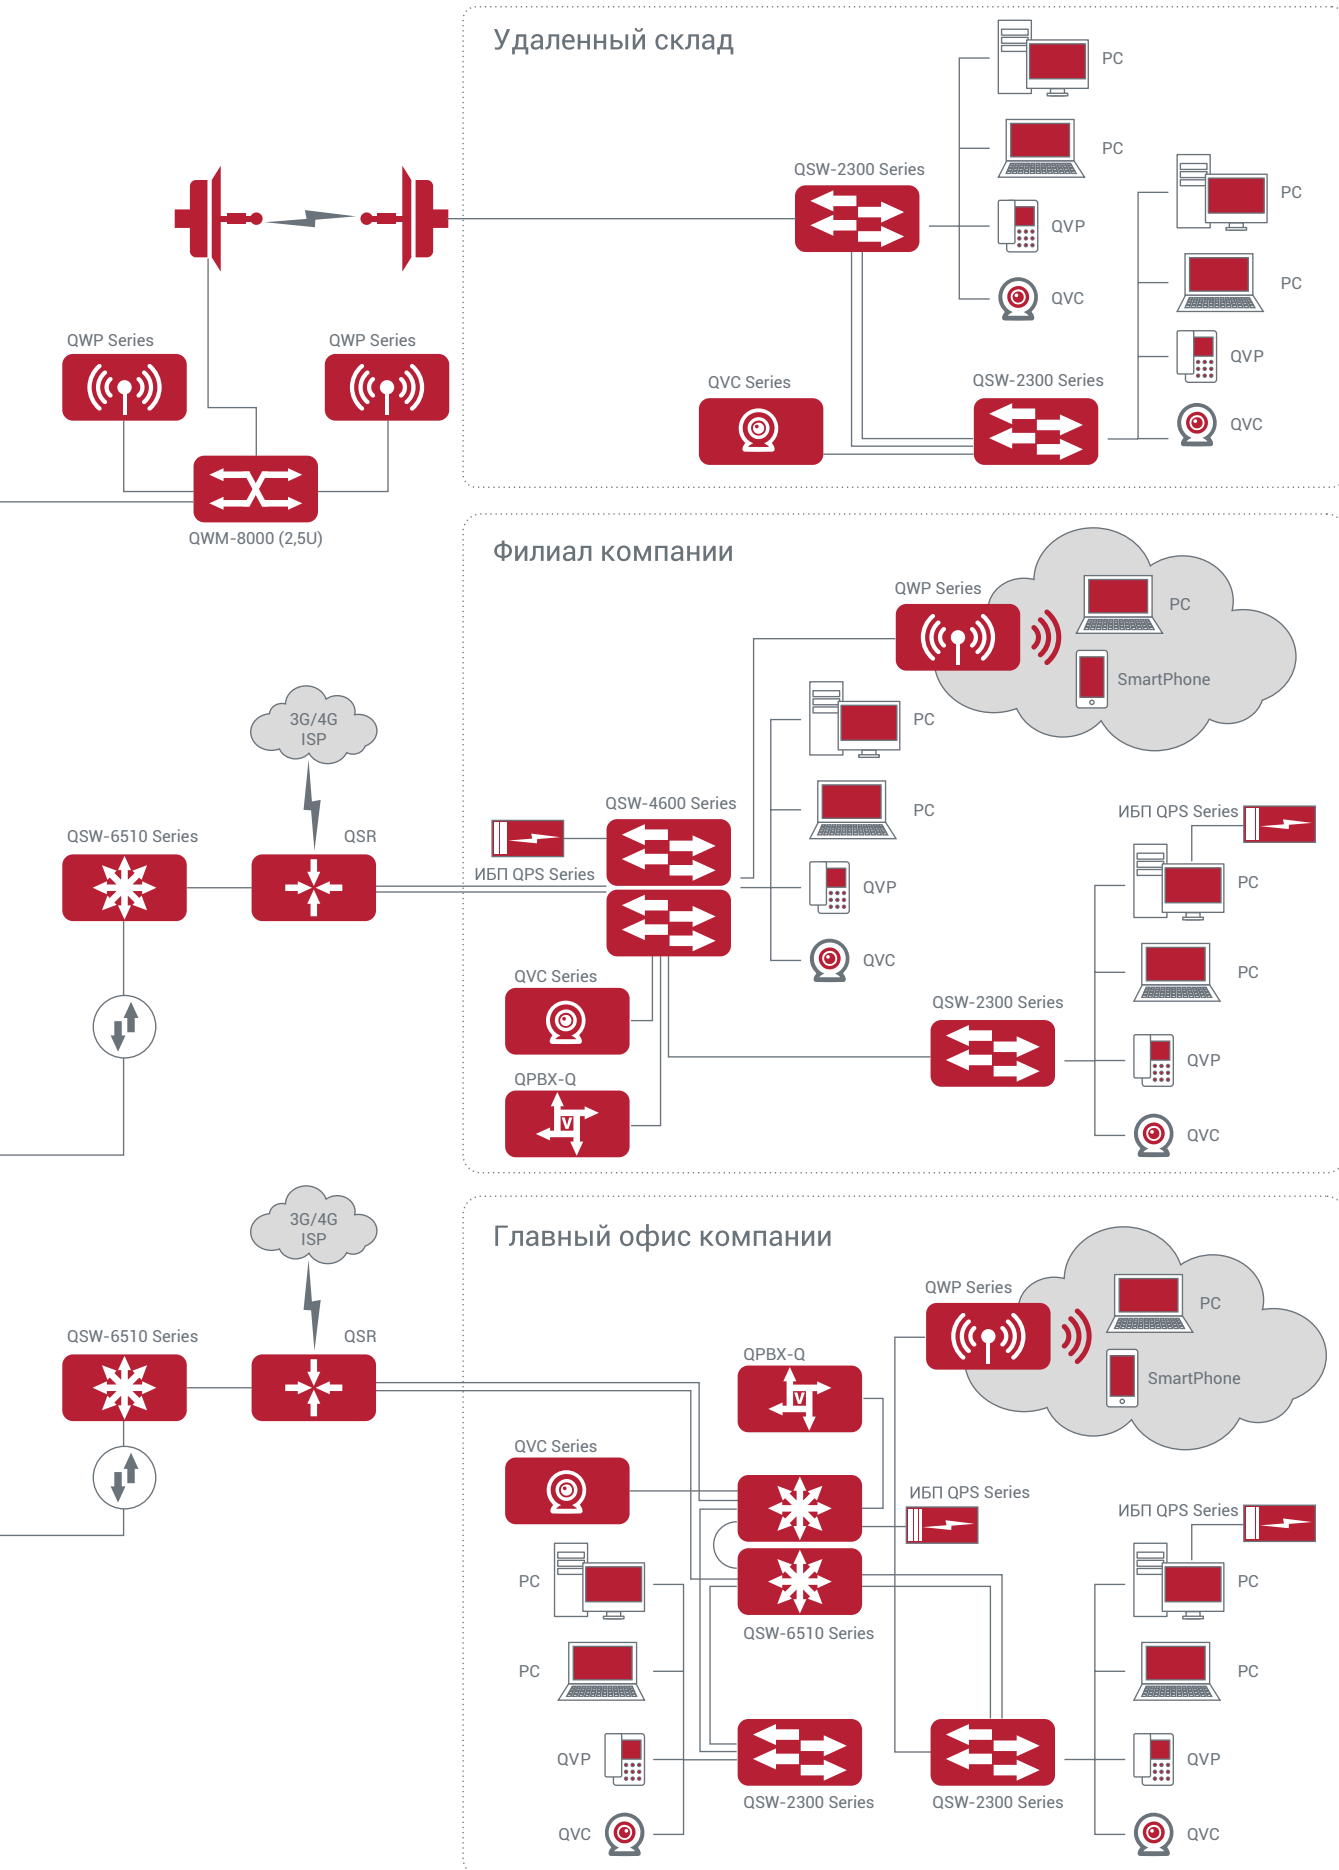 Удаленный склад
PC
PC
QSW-2300 Series
PC
QVP
PC
QVC
QWP Series
QWP Series
QVP
QVC Series
QSW-2300 Series
QVC
QWM-8000 (2,5U)
Филиал компании
QWP Series
PC
SmartPhone
3G/4G
ISP
PC
QSW-4600 Series
PC
ИБП QPS Series
QSW-6510 Series
QSR
ИБП QPS Series
QVP
PC
QVC
QVC Series
PC
QSW-2300 Series
QVP
QPBX-Q
V
QVC
3G/4G
ISP
Главный офис компании
QWP Series
PC
QSW-6510 Series
QSR
QPBX-Q
V
SmartPhone
QVC Series
ИБП QPS Series
ИБП QPS Series
PC
PC
QSW-6510 Series
PC
PC
QVP
QVP
QSW-2300 Series
QSW-2300 Series
QVC
QVC